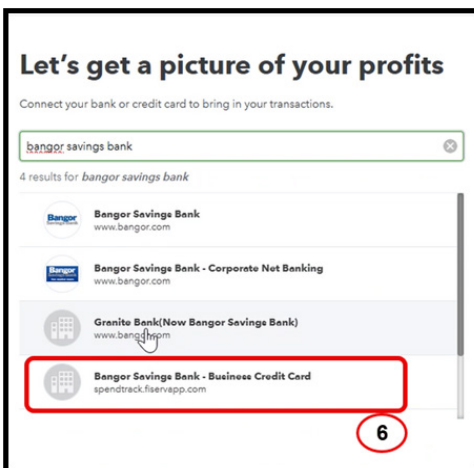 Let's get a picture of your profits
Connect your bank or credit card to bring in your transactions.
bangor savings bank
4 results for bangor savings bank
Bangor
Bangor Savings Bank
www.bangor.com
Bangor
Bangor Savings Bank - Corporate Net Banking
www.bangor.com
Granite Bank(Now Bangor Savings Bank)
Bangor Savings Bank - Business Credit Card
spendtrack.fiservapp.com
6